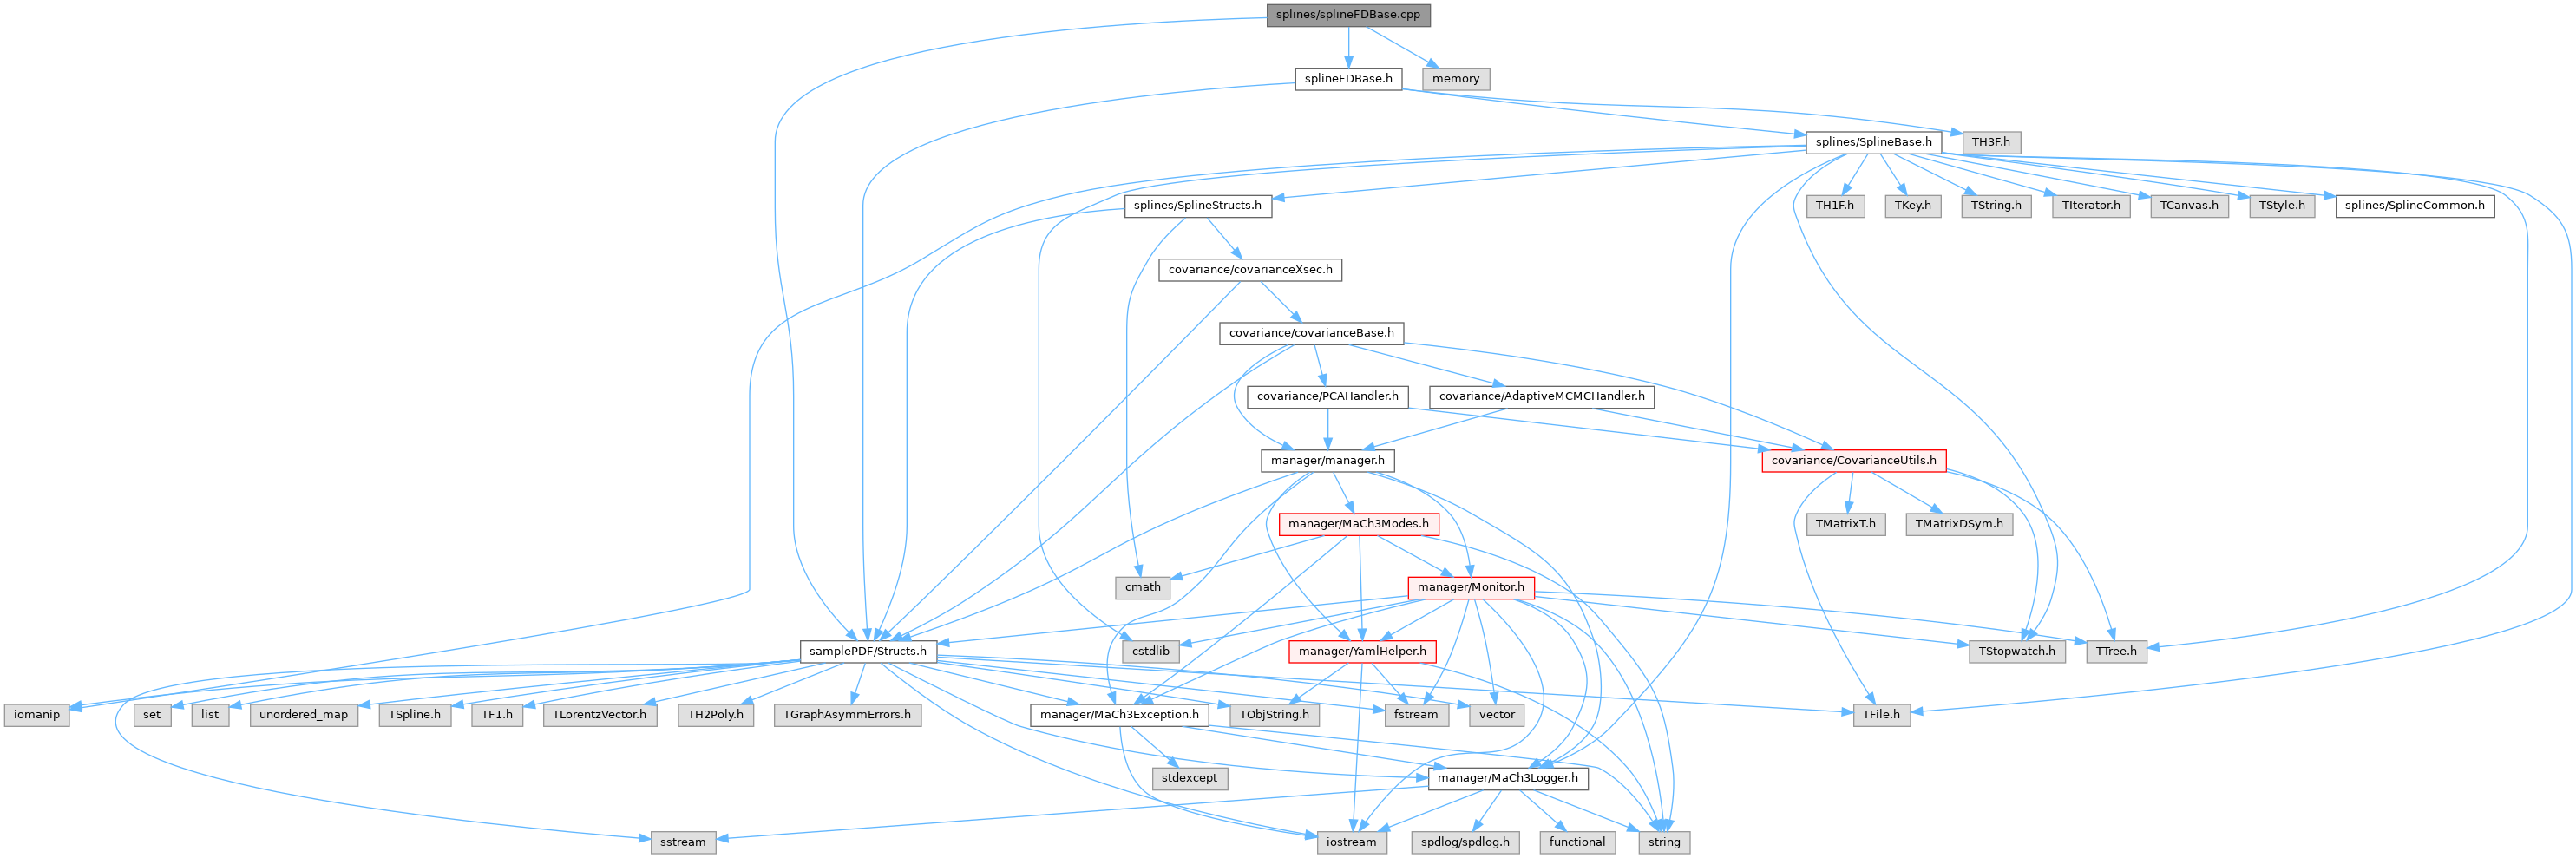 splines/splineFDBase.cpp
splineFDBase.h
memory
splines/SplineBase.h
TH3F.h
splines/SplineStructs.h
TH1F.h
TKey.h
TString.h
TIterator.h
TCanvas.h
TStyle.h
splines/SplineCommon.h
covariance/covarianceXsec.h
covariance/covarianceBase.h
covariance/PCAHandler.h
covariance/AdaptiveMCMCHandler.h
manager/manager.h
covariance/CovarianceUtils.h
manager/MaCh3Modes.h
TMatrixT.h
TMatrixDSym.h
cmath
manager/Monitor.h
samplePDF/Structs.h
cstdlib
manager/YamlHelper.h
TStopwatch.h
TTree.h
iomanip
set
list
unordered_map
TSpline.h
TF1.h
TLorentzVector.h
TH2Poly.h
TGraphAsymmErrors.h
manager/MaCh3Exception.h
TObjString.h
fstream
vector
TFile.h
stdexcept
manager/MaCh3Logger.h
sstream
iostream
spdlog/spdlog.h
functional
string